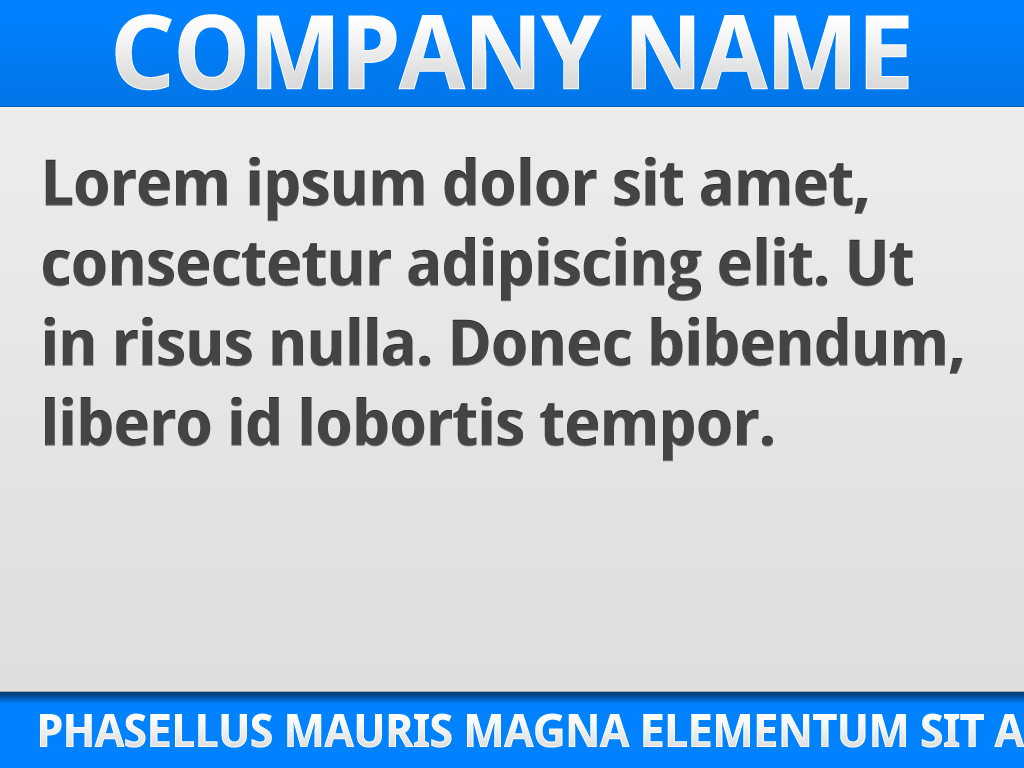 COMPANY NAME
Lorem ipsum dolor sit amet,
consectetur adipiscing elit. Ut
in risus nulla. Donec bibendum,
libero id lobortis tempor.
PHASELLUS MAURIS MAGNA ELEMENTUM SIT A